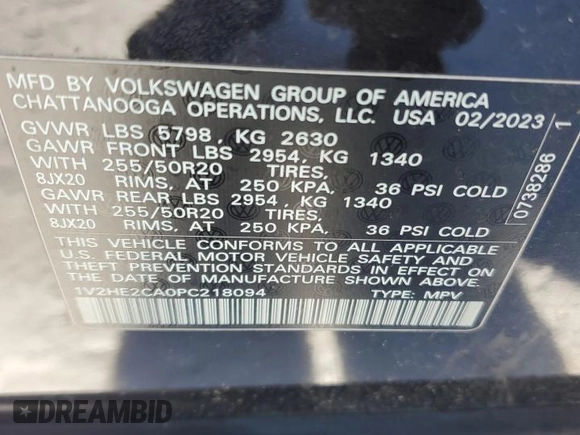 MFD BY VOLKSWAGEN GROUP OF AMERICA
CHATTANOOGA OPERATIONS, LLC. USA 02/2023
GVWR LBS 5798 , KG 2630
GAWR FRONT LBS 2954 , KG 1340
WITH 255/50R20 TIRES,
8JX20 RIMS, AT 250 KPA, 36 PSI COLD
GAWR REAR LBS 2954 , KG 1340
WITH 255/50R20 TIRES,
8JX20 RIMS, AT 250 KPA, 36 PSI COLD
THIS VEHICLE CONFORMS TO ALL APPLICABLE
U.S. FEDERAL MOTOR VEHICLE SAFETY AND
THEFT PREVENTION STANDARDS IN EFFECT ON
THE DATE OF MANUFACTURE SHOWN ABOVE.
1V2HE2CA0PC218094 TYPE: MPV
0738286 1
DREAMBID